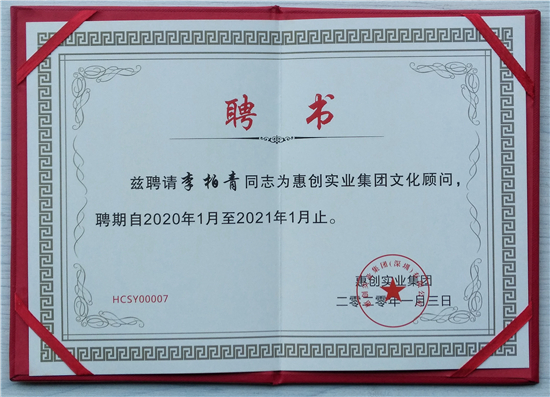 聘书
兹聘请李柏青同志为惠创实业集团文化顾问，
聘期自2020年1月至2021年1月止。
惠创实业集团
二零二零年一月三日
HCSY00007